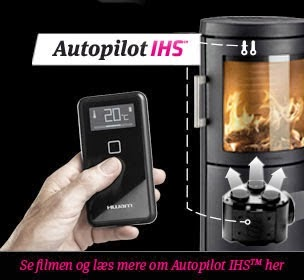 Autopilot IHS™
20°C
HWAM
Se filmen og læs mere om Autopilot IHS™ her